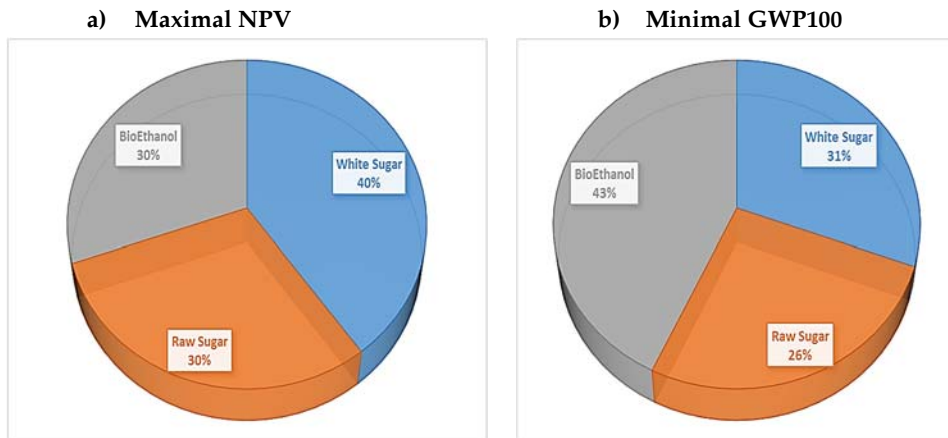 a) Maximal NPV
BioEthanol
30%
White Sugar
40%
Raw Sugar
30%
b) Minimal GWP100
BioEthanol
43%
White Sugar
31%
Raw Sugar
26%